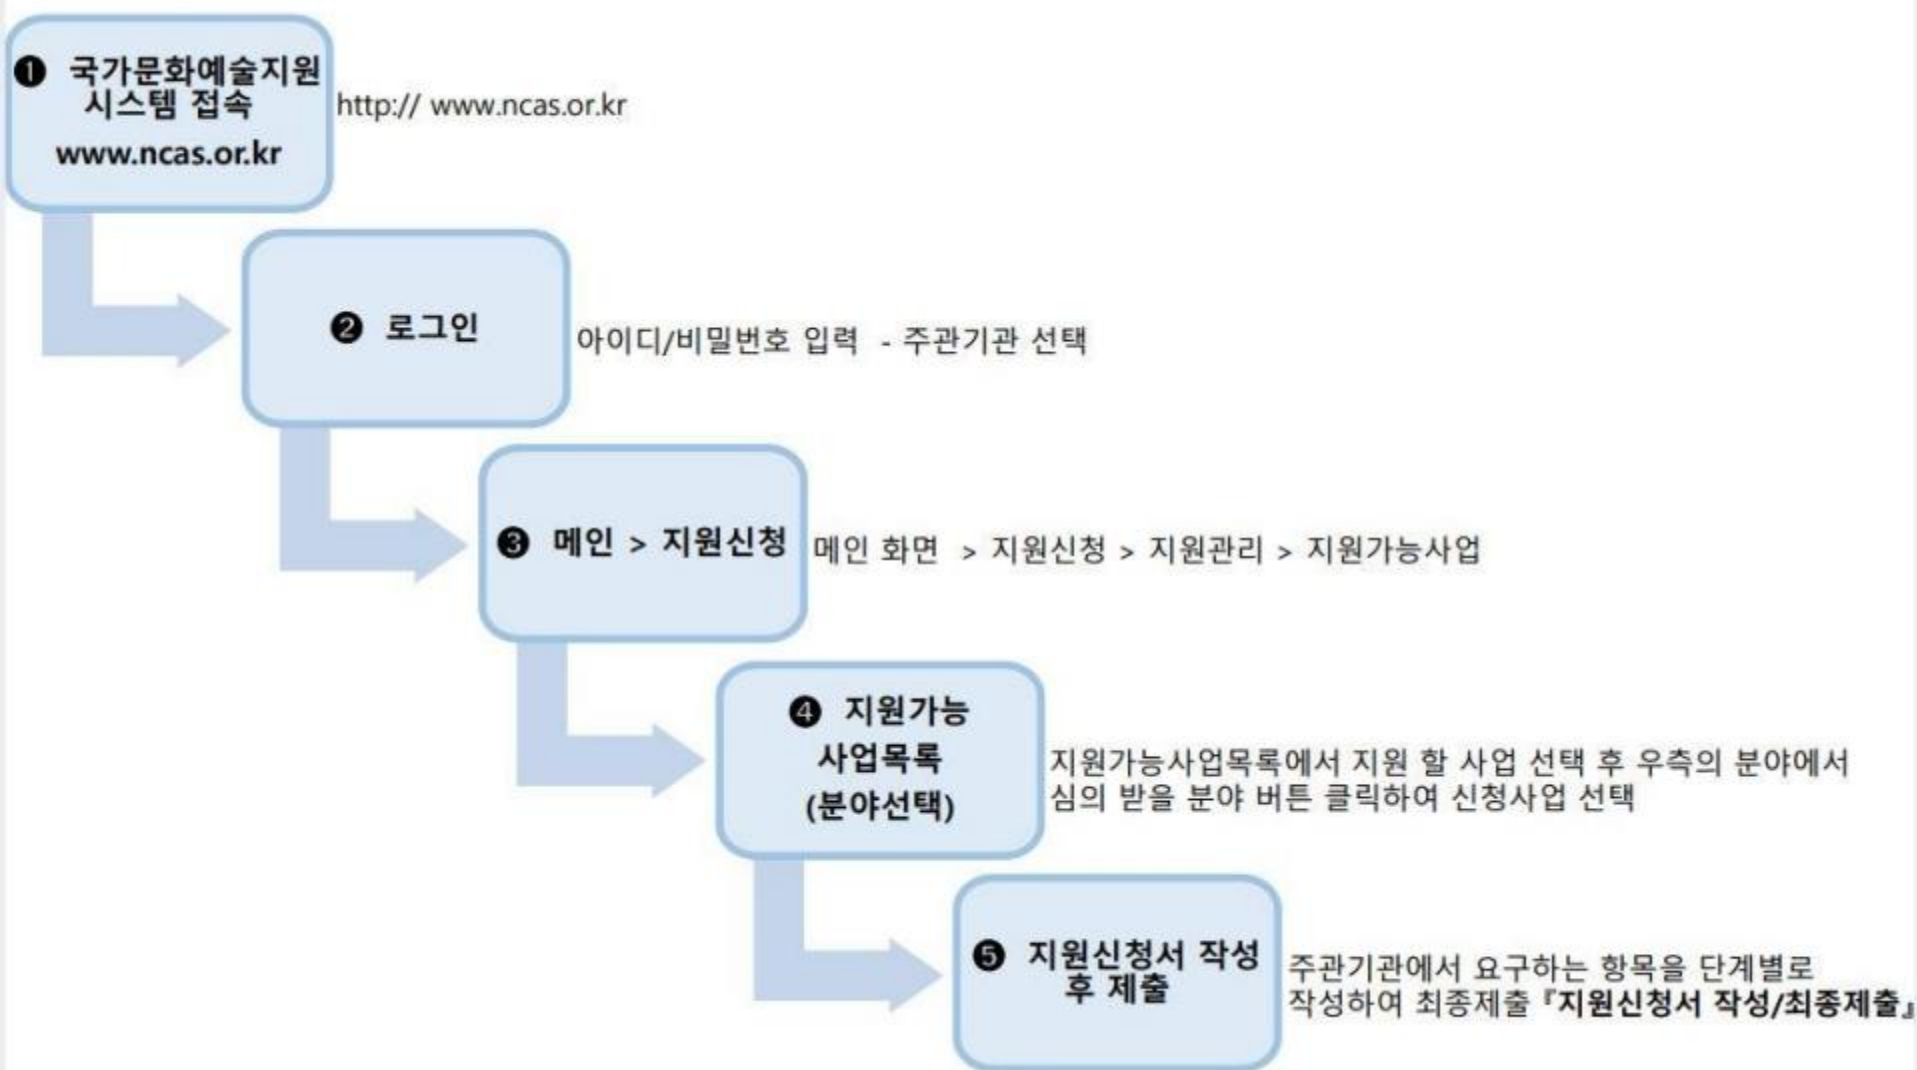 ❶ 국가문화예술지원
시스템 접속
www.ncas.or.kr
http:// www.ncas.or.kr
❷ 로그인
아이디/비밀번호 입력 - 주관기관 선택
❸ 메인 > 지원신청
메인 화면 > 지원신청 > 지원관리 > 지원가능사업
❹ 지원가능
사업목록
(분야선택)
지원가능사업목록에서 지원 할 사업 선택 후 우측의 분야에서
심의 받을 분야 버튼 클릭하여 신청사업 선택
❺ 지원신청서 작성
후 제출
주관기관에서 요구하는 항목을 단계별로
작성하여 최종제출 『지원신청서 작성/최종제출』